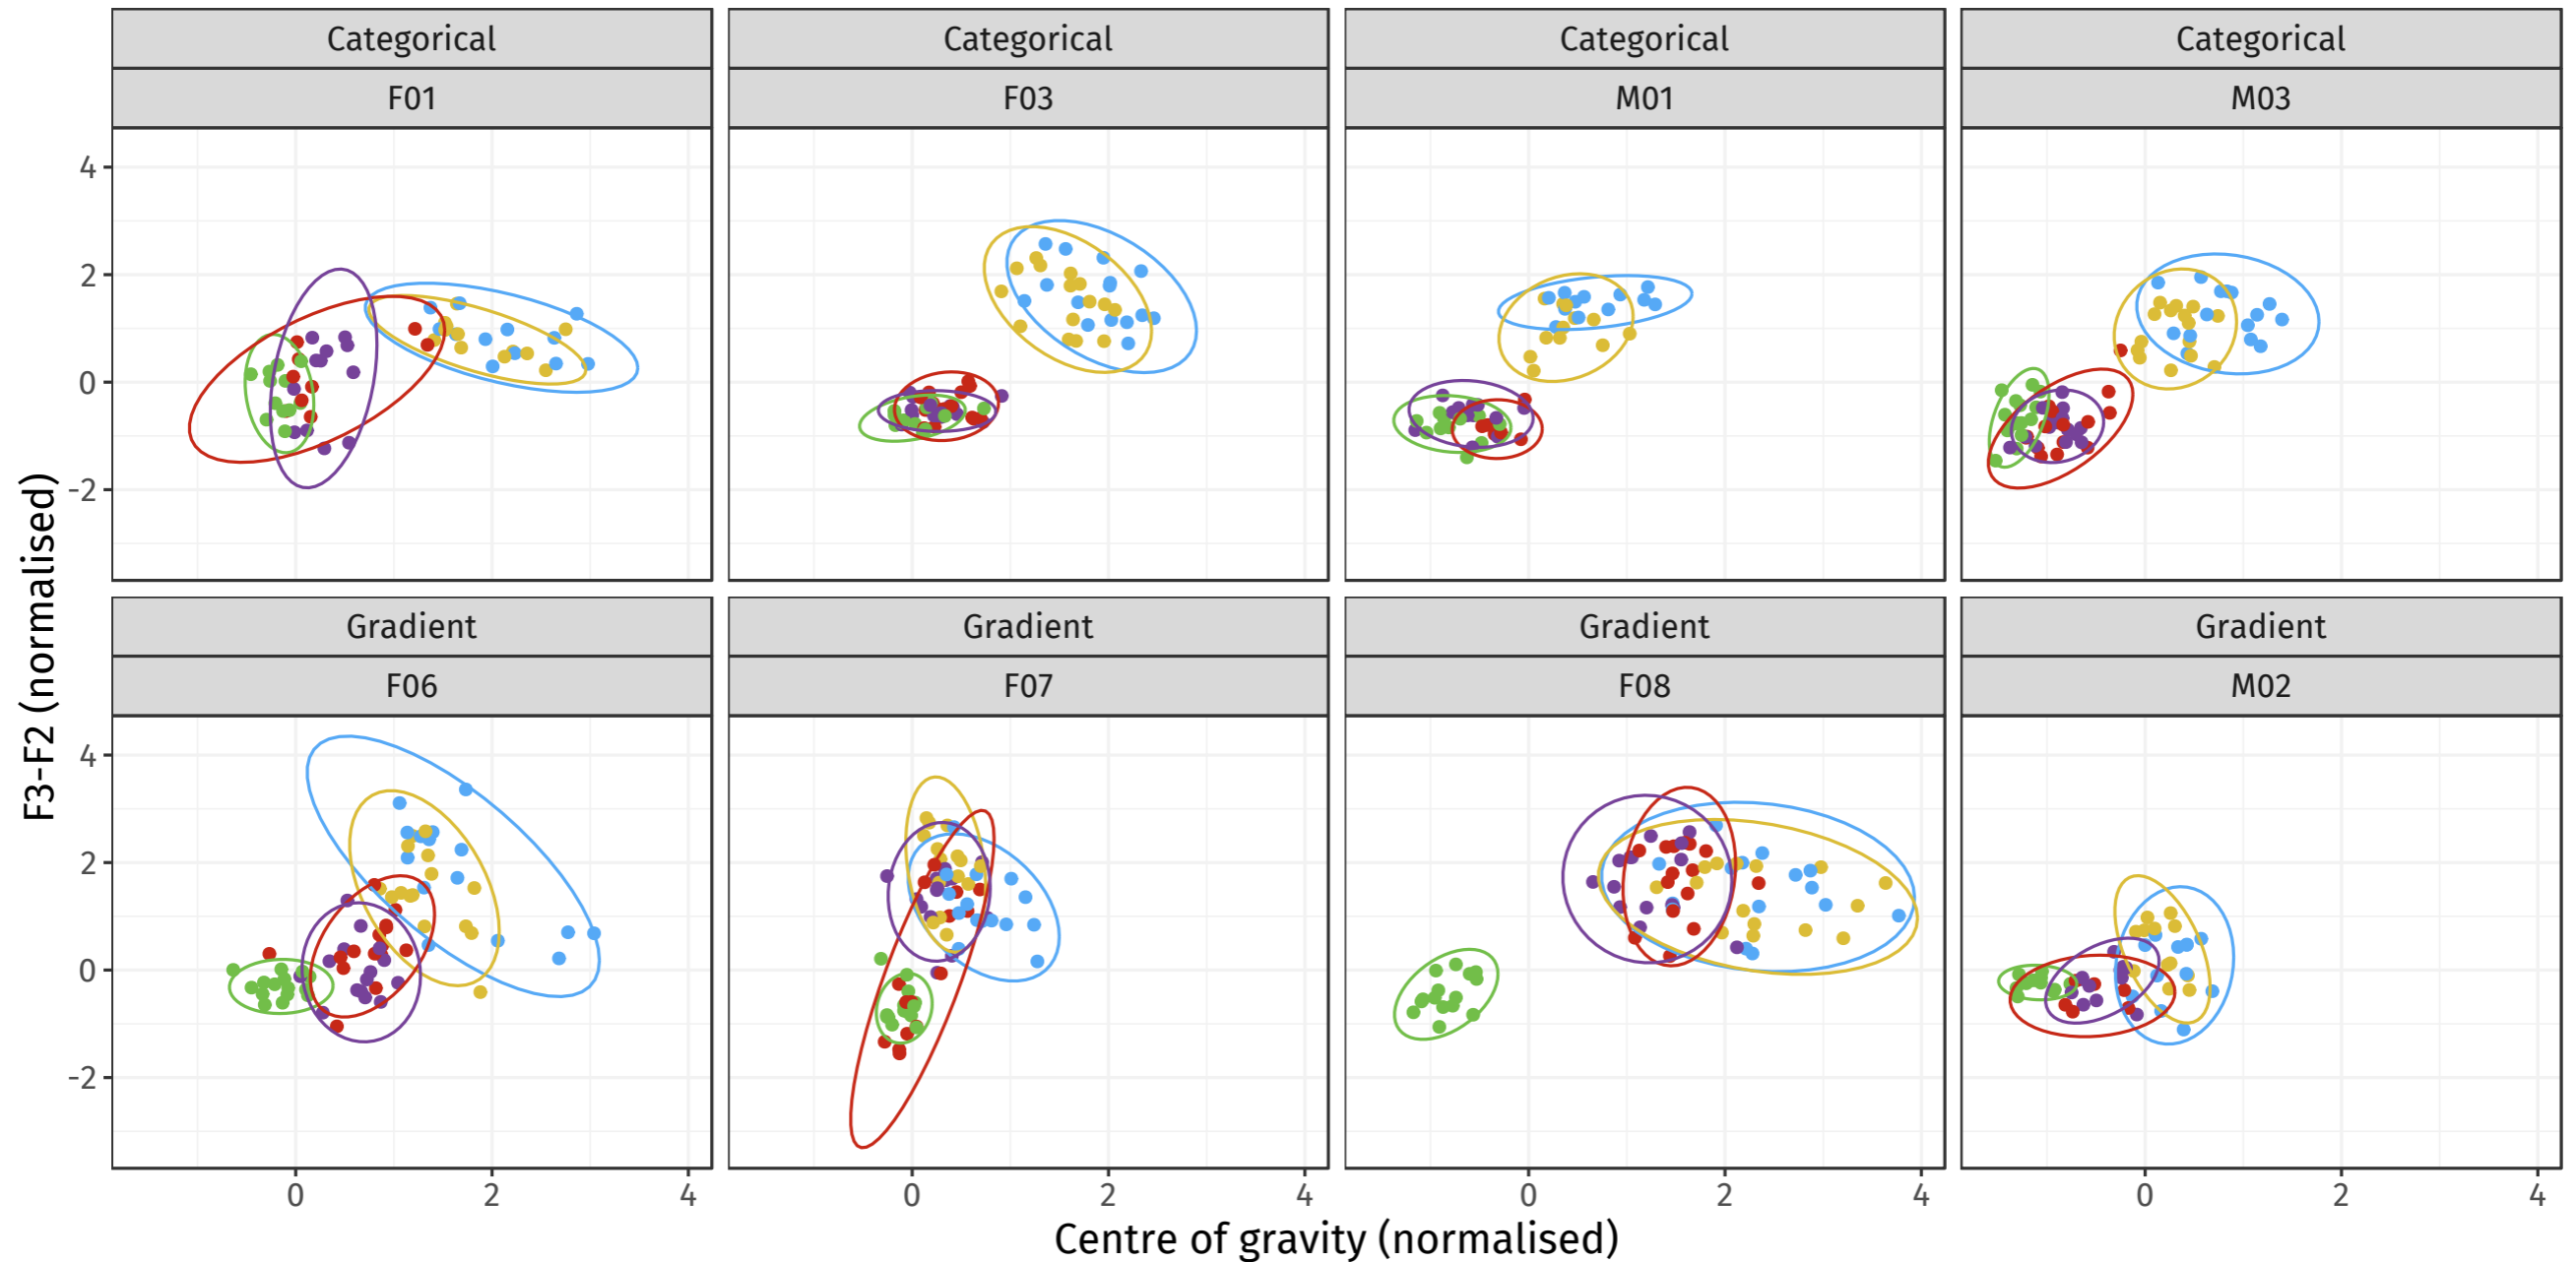 Categorical
Categorical
Categorical
Categorical
F01
F03
M01
M03
4
2
0
-2
Gradient
Gradient
Gradient
Gradient
F06
F07
F08
M02
4
2
0
-2
0
2
4
0
2
4
0
2
4
0
2
4
F3-F2 (normalised)
Centre of gravity (normalised)